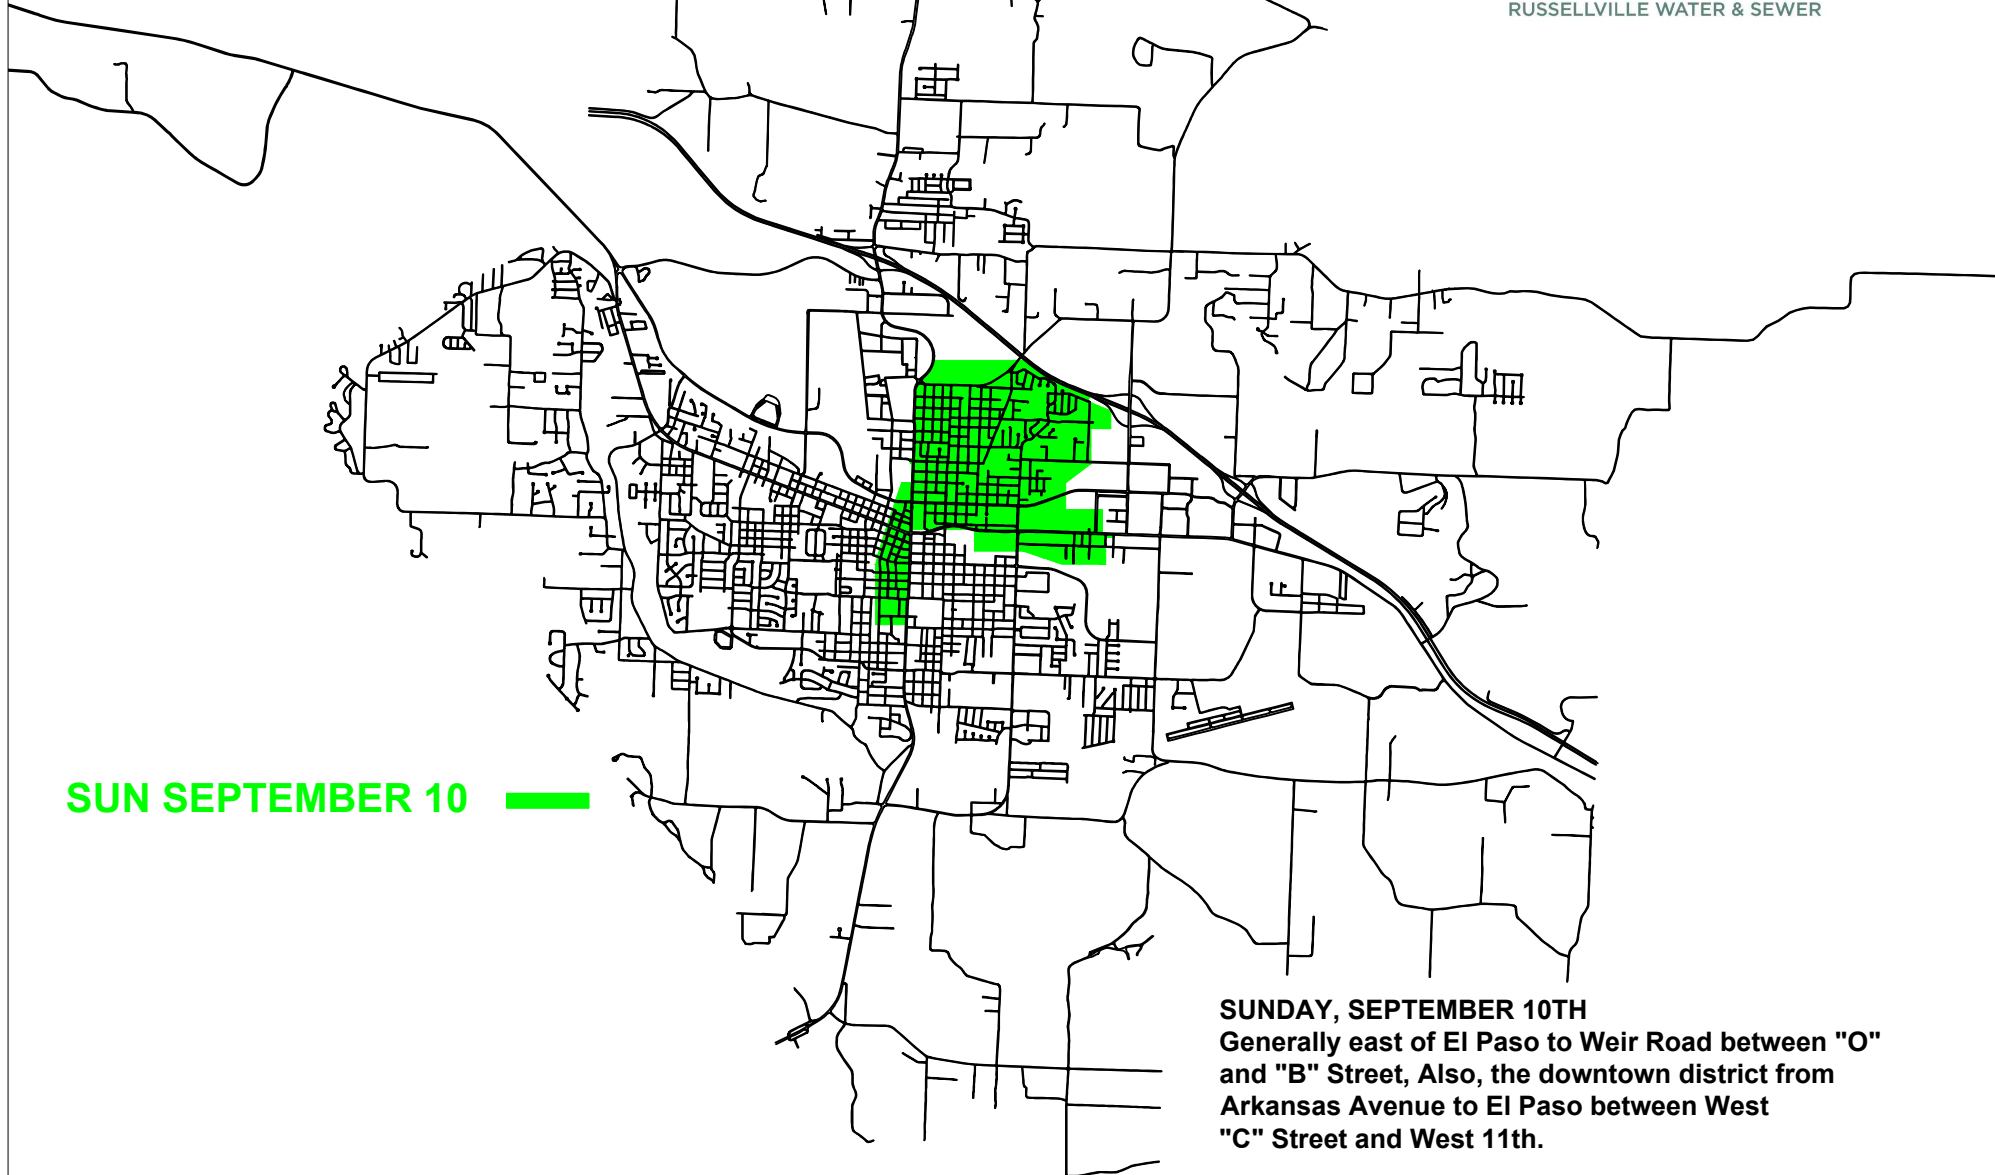 RUSSELLVILLE WATER & SEWER
SUN SEPTEMBER 10
SUNDAY, SEPTEMBER 10TH
Generally east of El Paso to Weir Road between "O"
and "B" Street, Also, the downtown district from
Arkansas Avenue to El Paso between West
"C" Street and West 11th.